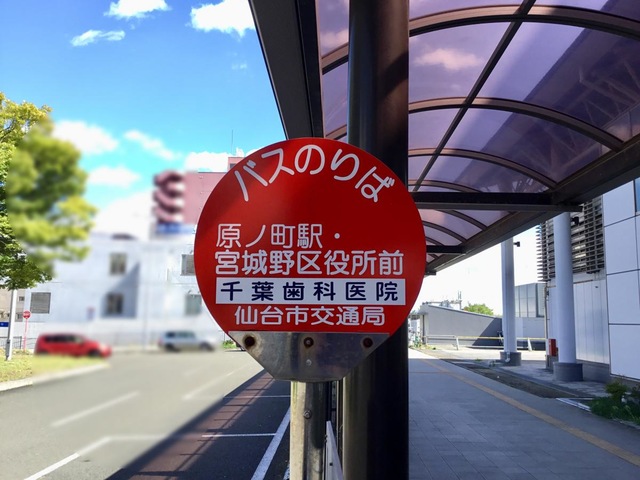 バスのりば
原ノ町駅・
宮城野区役所前
千葉歯科医院
仙台市交通局